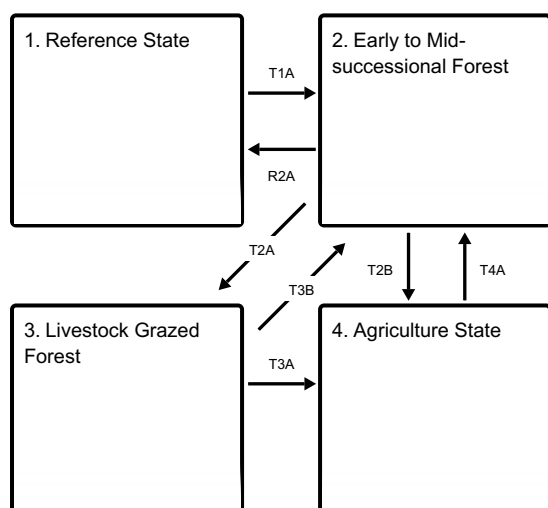 1. Reference State
2. Early to Mid-
successional Forest
T1A
R2A
T2A
T3B
T2B
T4A
3. Livestock Grazed
Forest
4. Agriculture State
T3A